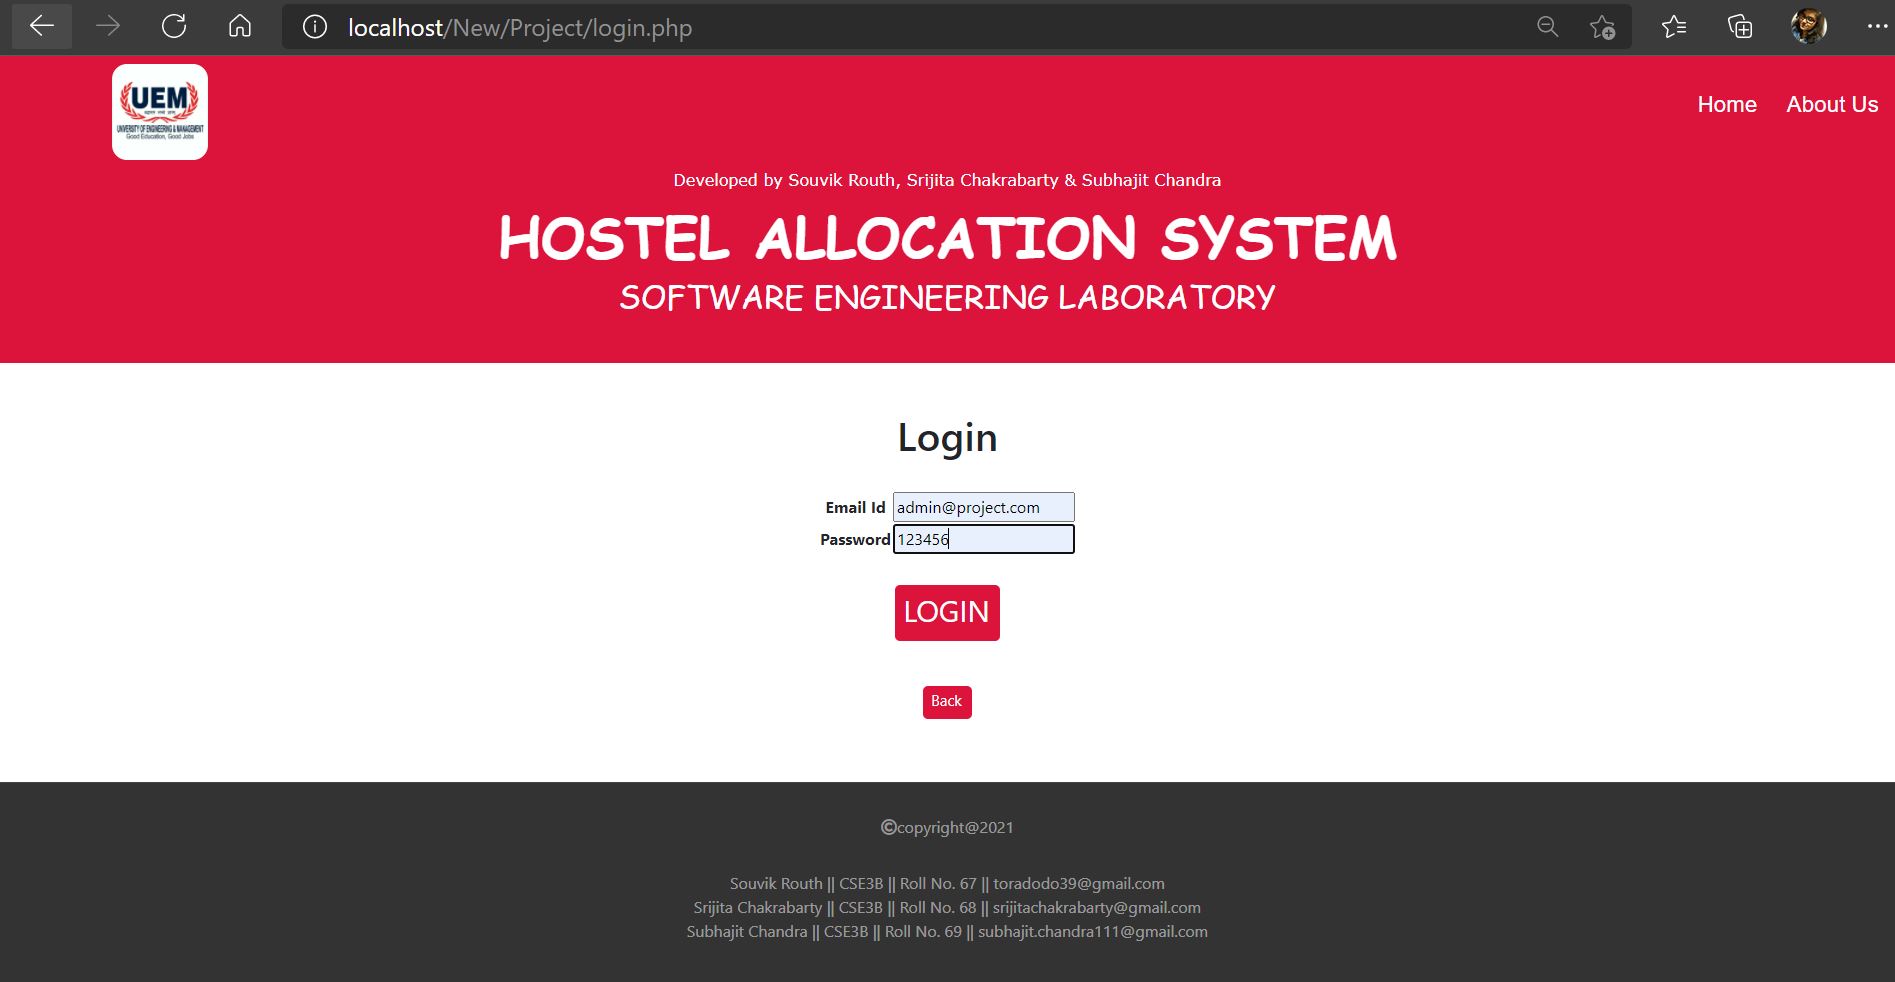 localhost/New/Project/login.php
UEM
UNIVERSITY OF ENGINEERING & MANAGEMENT
Good Education, Good Jobs
Home About Us
Developed by Souvik Routh, Srijita Chakrabarty & Subhajit Chandra
HOSTEL ALLOCATION SYSTEM
SOFTWARE ENGINEERING LABORATORY
Login
Email Id admin@project.com
Password 123456
LOGIN
Back
©copyright@2021
Souvik Routh || CSE3B || Roll No. 67 || toradodo39@gmail.com
Srijita Chakrabarty || CSE3B || Roll No. 68 || srijitachakrabarty@gmail.com
Subhajit Chandra || CSE3B || Roll No. 69 || subhajit.chandra111@gmail.com